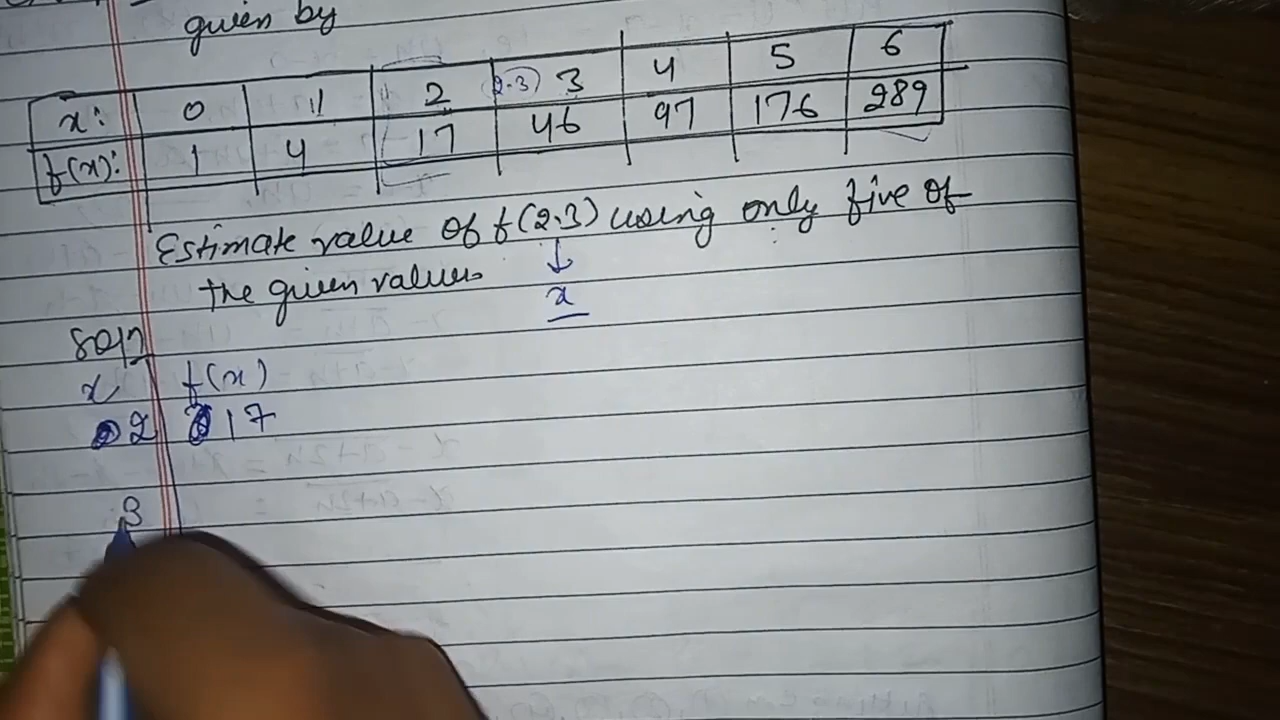 given by
x: 0 1 2 (2.3) 3 4 5 6
f(x): 1 4 17 46 97 176 289
Estimate value of f(2.3) using only five of
the given values.
x
Soln
x f(x)
2 17
3